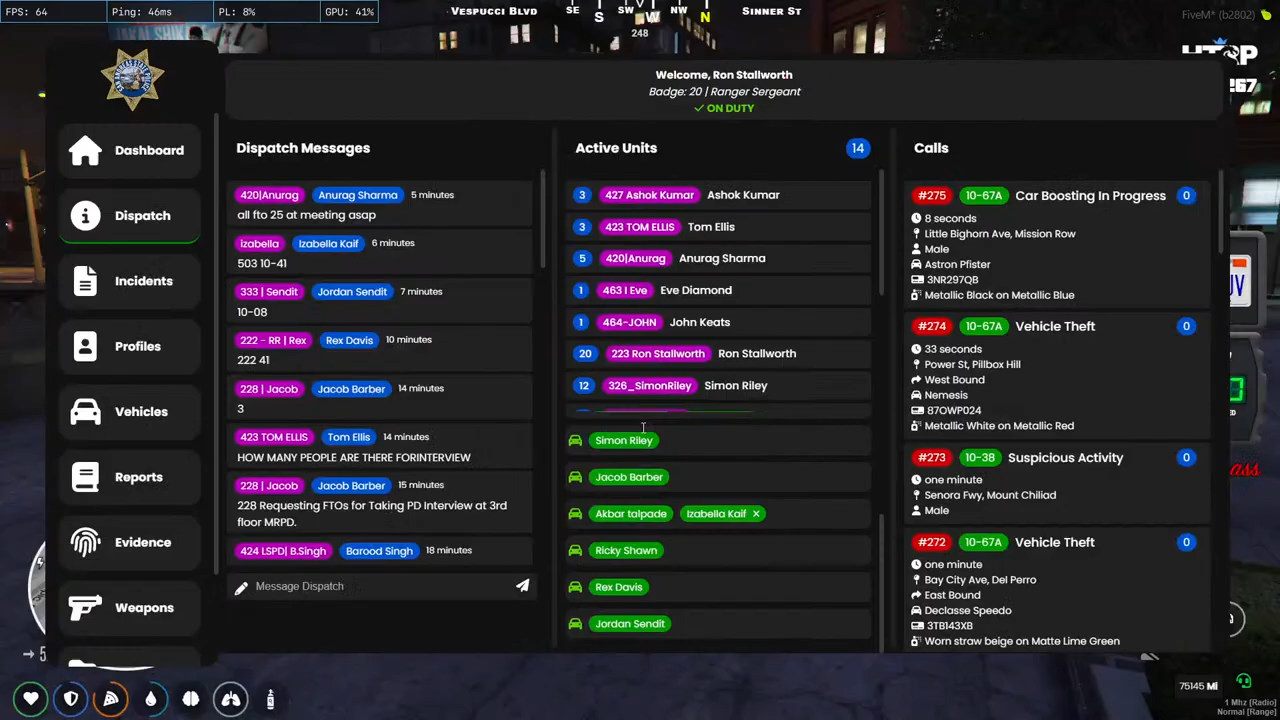 FPS: 64
Ping: 46ms
PL: 8%
GPU: 41%
Vespucci Blvd
SE
S
SW
W
NW
N
248
Sinner St
FiveM* (b2802)
267
Welcome, Ron Stallworth
Badge: 20 | Ranger Sergeant
ON DUTY
Dashboard
Dispatch
Incidents
Profiles
Vehicles
Reports
Evidence
Weapons
Dispatch Messages
420|Anurag Anurag Sharma 5 minutes
all fto 25 at meeting asap
izabella Izabella Kaif 6 minutes
503 10-41
333 | Sendit Jordan Sendit 7 minutes
10-08
222 - RR | Rex Rex Davis 10 minutes
222 41
228 | Jacob Jacob Barber 14 minutes
3
423 TOM ELLIS Tom Ellis 14 minutes
HOW MANY PEOPLE ARE THERE FORINTERVIEW
228 | Jacob Jacob Barber 15 minutes
228 Requesting FTOs for Taking PD Interview at 3rd
floor MRPD.
424 LSPD| B.Singh Barood Singh 18 minutes
Message Dispatch
Active Units 14
3 427 Ashok Kumar Ashok Kumar
3 423 TOM ELLIS Tom Ellis
5 420|Anurag Anurag Sharma
1 463 I Eve Eve Diamond
1 464-JOHN John Keats
20 223 Ron Stallworth Ron Stallworth
12 326_SimonRiley Simon Riley
Simon Riley
Jacob Barber
Akbar talpade Izabella Kaif ×
Ricky Shawn
Rex Davis
Jordan Sendit
Calls
#275 10-67A Car Boosting In Progress 0
8 seconds
Little Bighorn Ave, Mission Row
Male
Astron Pfister
3NR297QB
Metallic Black on Metallic Blue
#274 10-67A Vehicle Theft 0
33 seconds
Power St, Pillbox Hill
West Bound
Nemesis
87OWP024
Metallic White on Metallic Red
#273 10-38 Suspicious Activity 0
one minute
Senora Fwy, Mount Chiliad
Male
#272 10-67A Vehicle Theft 0
one minute
Bay City Ave, Del Perro
East Bound
Declasse Speedo
3TB143XB
Worn straw beige on Matte Lime Green
75145 Mi
1 Mhz [Radio]
Normal [Range]